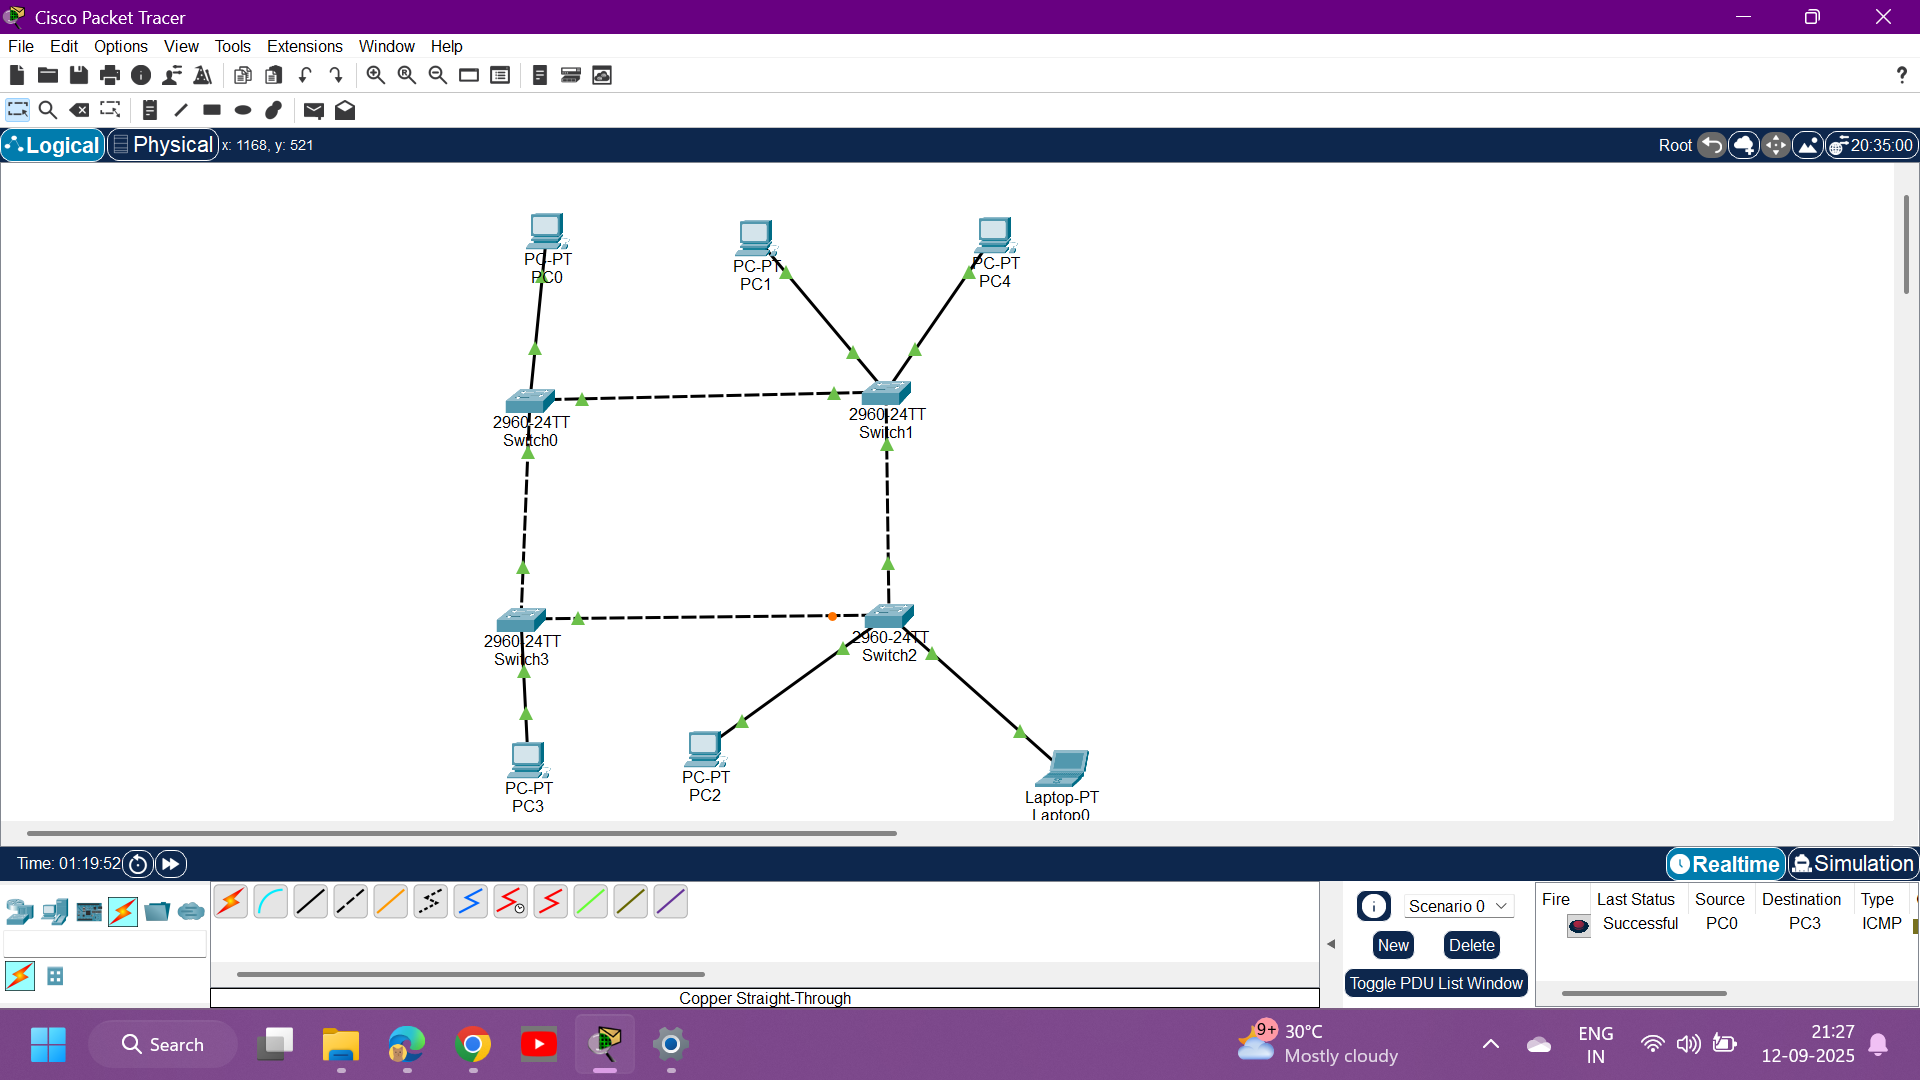 Cisco Packet Tracer
File Edit Options View Tools Extensions Window Help
Logical Physical x: 1168, y: 521 Root 20:35:00
PC-PT
PC0
PC-PT
PC1
PC-PT
PC4
2960-24TT
Switch0
2960-24TT
Switch1
2960-24TT
Switch3
2960-24TT
Switch2
PC-PT
PC3
PC-PT
PC2
Laptop-PT
Laptop0
Time: 01:19:52 Realtime Simulation
Scenario 0
New Delete
Toggle PDU List Window
Fire Last Status Source Destination Type
Successful PC0 PC3 ICMP
Copper Straight-Through
Search
9+ 30°C
Mostly cloudy
ENG
IN
21:27
12-09-2025